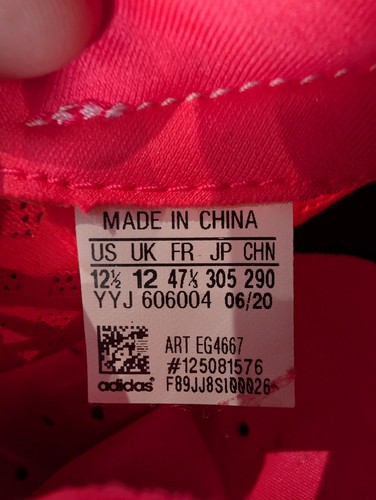 MADE IN CHINA
US UK FR JP CHN
12½ 12 47⅓ 305 290
YYJ 606004 06/20
ART EG4667
#125081576
adidas F89JJ8SI00026